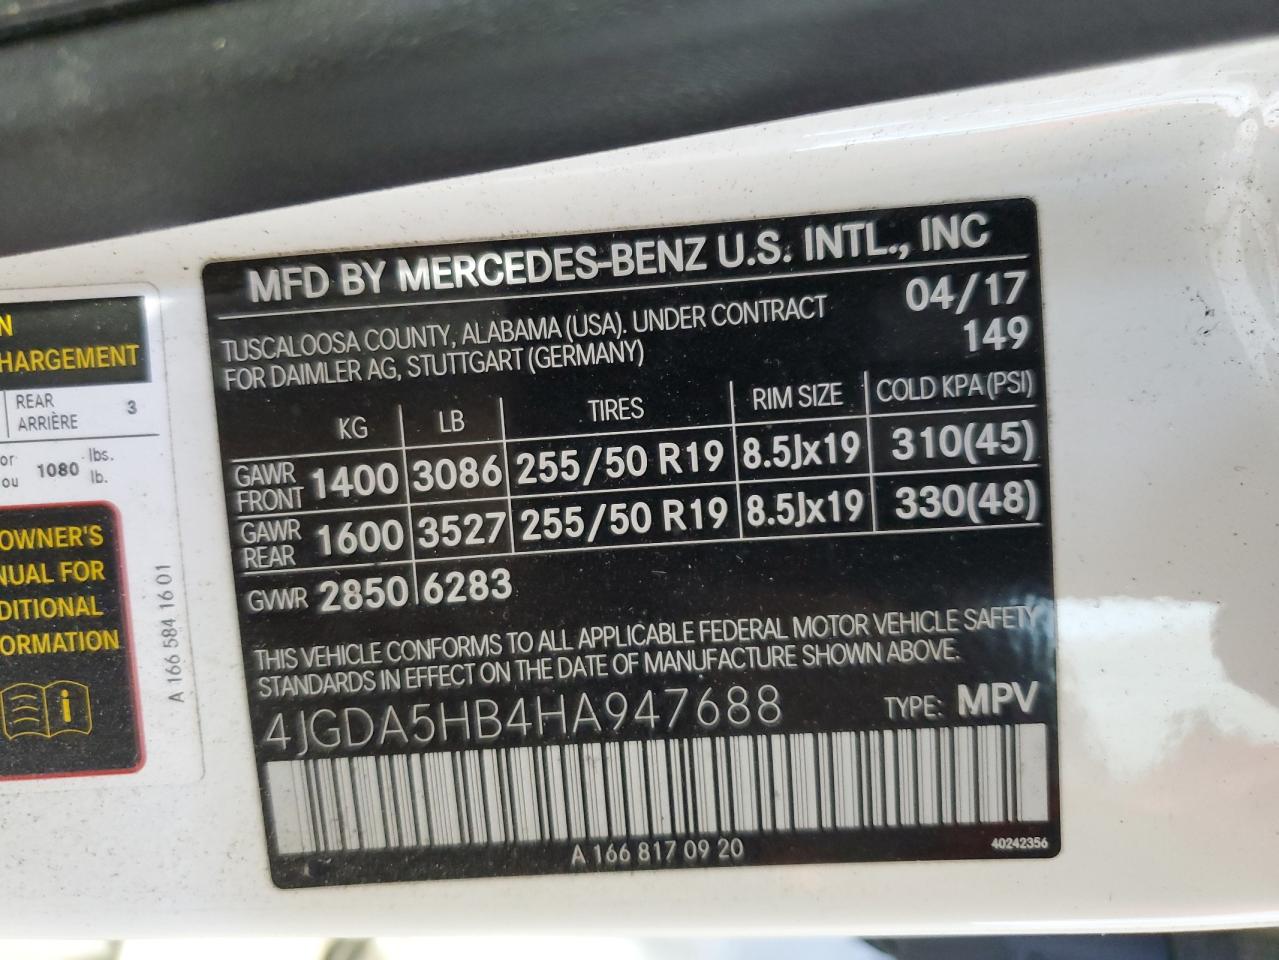 MFD BY MERCEDES-BENZ U.S. INTL., INC
TUSCALOOSA COUNTY, ALABAMA (USA). UNDER CONTRACT
FOR DAIMLER AG, STUTTGART (GERMANY)
04/17
149
KG LB TIRES RIM SIZE COLD KPA (PSI)
GAWR FRONT 1400 3086 255/50 R19 8.5Jx19 310(45)
GAWR REAR 1600 3527 255/50 R19 8.5Jx19 330(48)
GVWR 2850 6283
THIS VEHICLE CONFORMS TO ALL APPLICABLE FEDERAL MOTOR VEHICLE SAFETY
STANDARDS IN EFFECT ON THE DATE OF MANUFACTURE SHOWN ABOVE.
4JGDA5HB4HA947688 TYPE: MPV
A 166 817 09 20
40242356
N
HARGEMENT
REAR
ARRIÈRE 3
or
ou 1080 lbs.
lb.
OWNER'S
NUAL FOR
DITIONAL
ORMATION
A 166 584 16 01